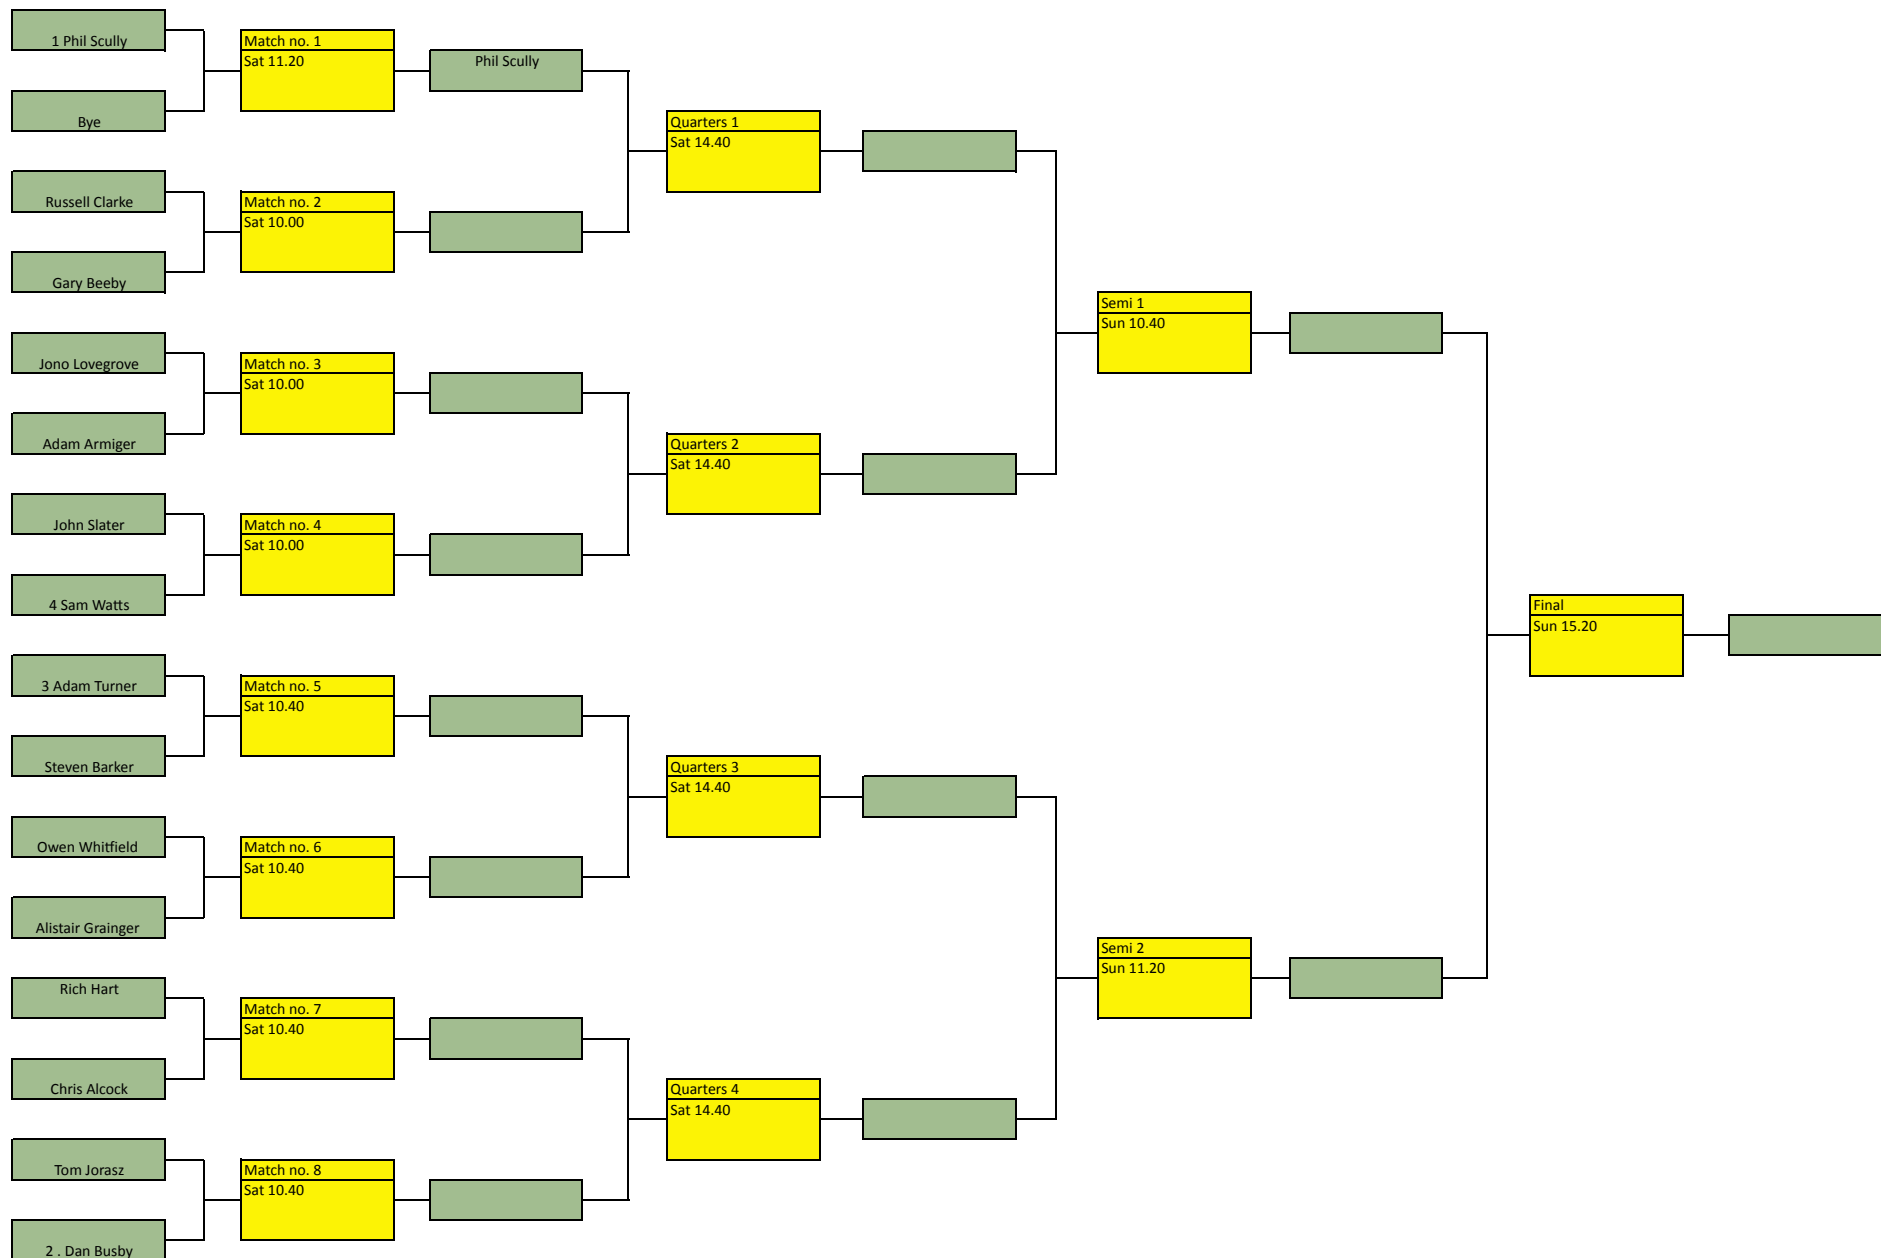 1 Phil Scully
Bye
Russell Clarke
Gary Beeby
Jono Lovegrove
Adam Armiger
John Slater
4 Sam Watts
3 Adam Turner
Steven Barker
Owen Whitfield
Alistair Grainger
Rich Hart
Chris Alcock
Tom Jorasz
2 . Dan Busby
Match no. 1
Sat 11.20
Match no. 2
Sat 10.00
Match no. 3
Sat 10.00
Match no. 4
Sat 10.00
Match no. 5
Sat 10.40
Match no. 6
Sat 10.40
Match no. 7
Sat 10.40
Match no. 8
Sat 10.40
Phil Scully
Quarters 1
Sat 14.40
Quarters 2
Sat 14.40
Quarters 3
Sat 14.40
Quarters 4
Sat 14.40
Semi 1
Sun 10.40
Semi 2
Sun 11.20
Final
Sun 15.20